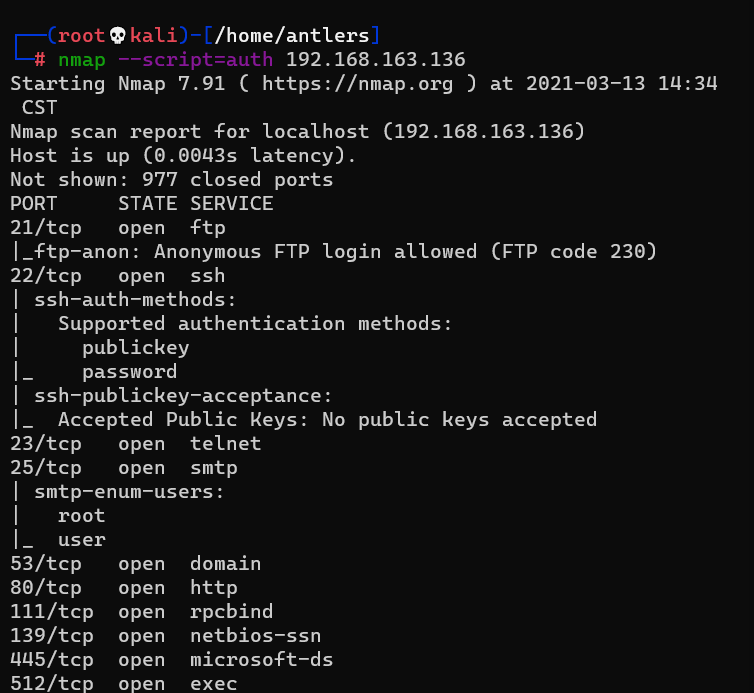 ┌──(root💀kali)-[/home/antlers]
└─# nmap --script=auth 192.168.163.136
Starting Nmap 7.91 ( https://nmap.org ) at 2021-03-13 14:34
 CST
Nmap scan report for localhost (192.168.163.136)
Host is up (0.0043s latency).
Not shown: 977 closed ports
PORT     STATE SERVICE
21/tcp   open  ftp
|_ftp-anon: Anonymous FTP login allowed (FTP code 230)
22/tcp   open  ssh
| ssh-auth-methods:
|   Supported authentication methods:
|     publickey
|_    password
| ssh-publickey-acceptance:
|_  Accepted Public Keys: No public keys accepted
23/tcp   open  telnet
25/tcp   open  smtp
| smtp-enum-users:
|   root
|_  user
53/tcp   open  domain
80/tcp   open  http
111/tcp  open  rpcbind
139/tcp  open  netbios-ssn
445/tcp  open  microsoft-ds
512/tcp  open  exec